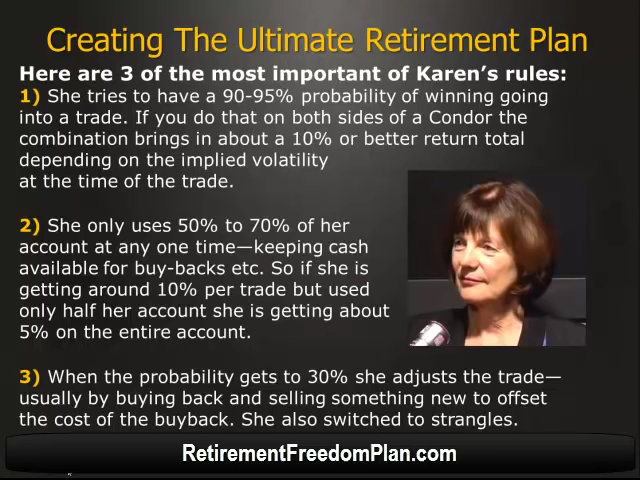 Creating The Ultimate Retirement Plan
Here are 3 of the most important of Karen's rules:
1) She tries to have a 90-95% probability of winning going
into a trade. If you do that on both sides of a Condor the
combination brings in about a 10% or better return total
depending on the implied volatility
at the time of the trade.
2) She only uses 50% to 70% of her
account at any one time—keeping cash
available for buy-backs etc. So if she is
getting around 10% per trade but used
only half her account she is getting about
5% on the entire account.
3) When the probability gets to 30% she adjusts the trade—
usually by buying back and selling something new to offset
the cost of the buyback. She also switched to strangles.
RetirementFreedomPlan.com